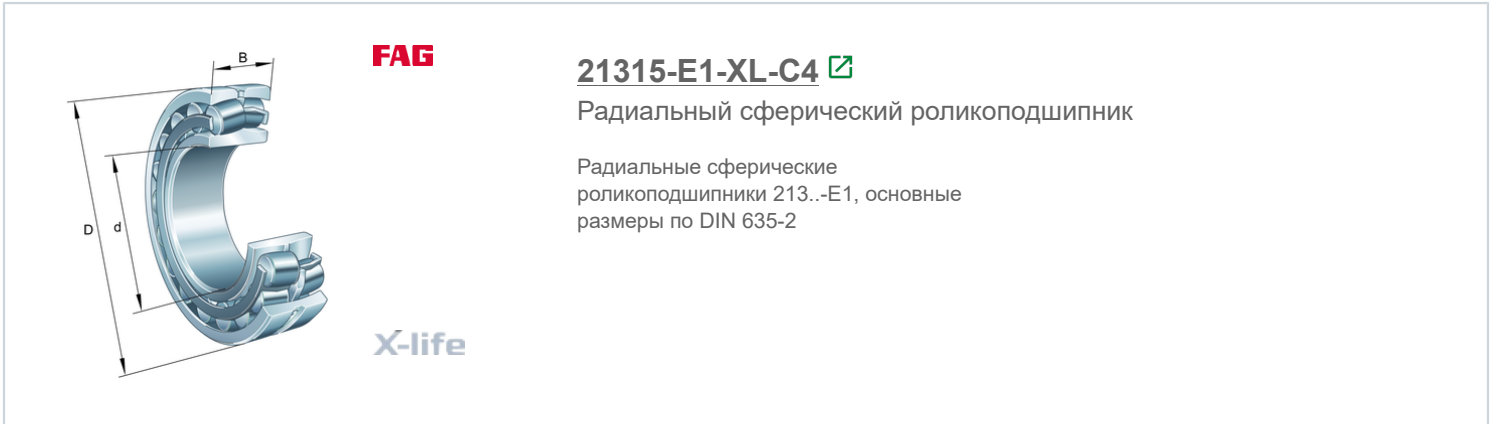 B
D
d
FAG
X-life
21315-E1-XL-C4
Радиальный сферический роликоподшипник
Радиальные сферические
роликоподшипники 213..-E1, основные
размеры по DIN 635-2